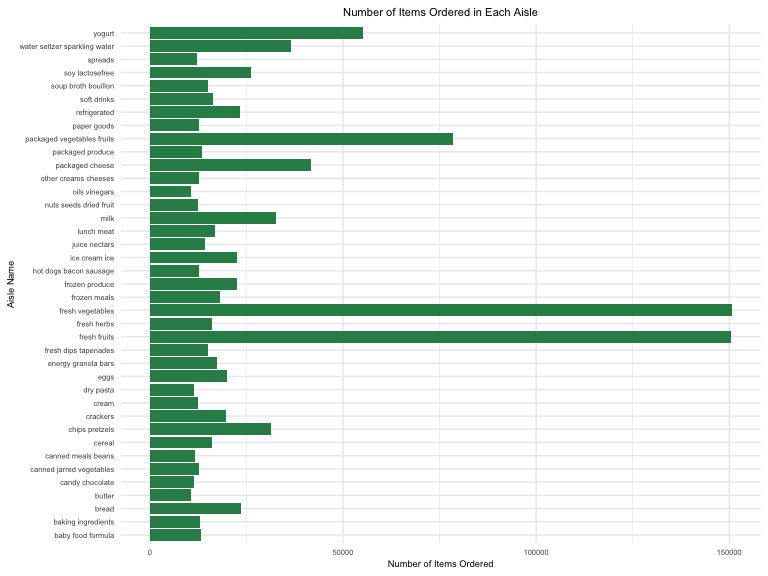 Number of Items Ordered in Each Aisle
yogurt
water seltzer sparkling water
spreads
soy lactosefree
soup broth bouillon
soft drinks
refrigerated
paper goods
packaged vegetables fruits
packaged produce
packaged cheese
other creams cheeses
oils vinegars
nuts seeds dried fruit
milk
lunch meat
juice nectars
ice cream ice
hot dogs bacon sausage
frozen produce
frozen meals
fresh vegetables
fresh herbs
fresh fruits
fresh dips tapenades
energy granola bars
eggs
dry pasta
cream
crackers
chips pretzels
cereal
canned meals beans
canned jarred vegetables
candy chocolate
butter
bread
baking ingredients
baby food formula
Aisle Name
0 50000 100000 150000
Number of Items Ordered